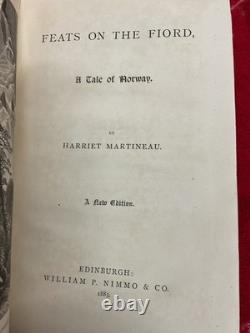 FEATS ON THE FIORD,
A Tale of Norway.
BY
HARRIET MARTINEAU.
A New Edition.
EDINBURGH:
WILLIAM P. NIMMO & CO.